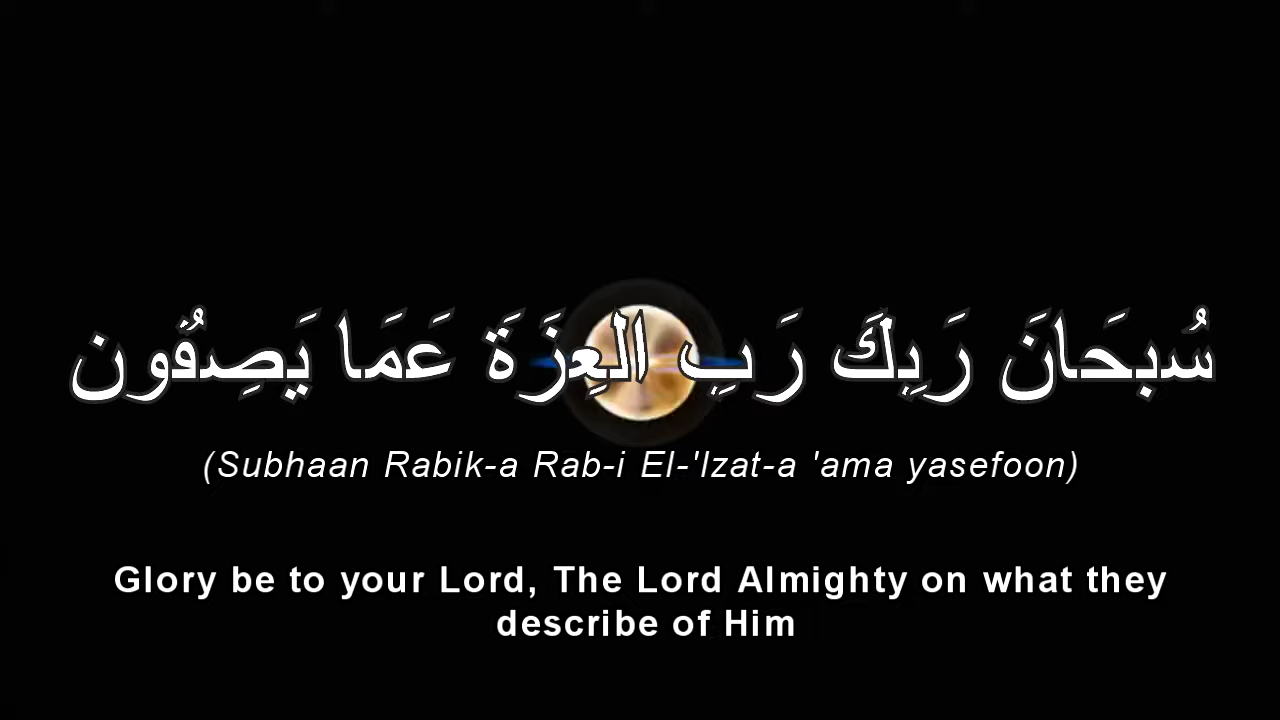 سُبحَانَ رَبِكَ رَبِ العِزَةَ عَمَا يَصِفُون
(Subhaan Rabik-a Rab-i El-'Izat-a 'ama yasefoon)
Glory be to your Lord, The Lord Almighty on what they
describe of Him